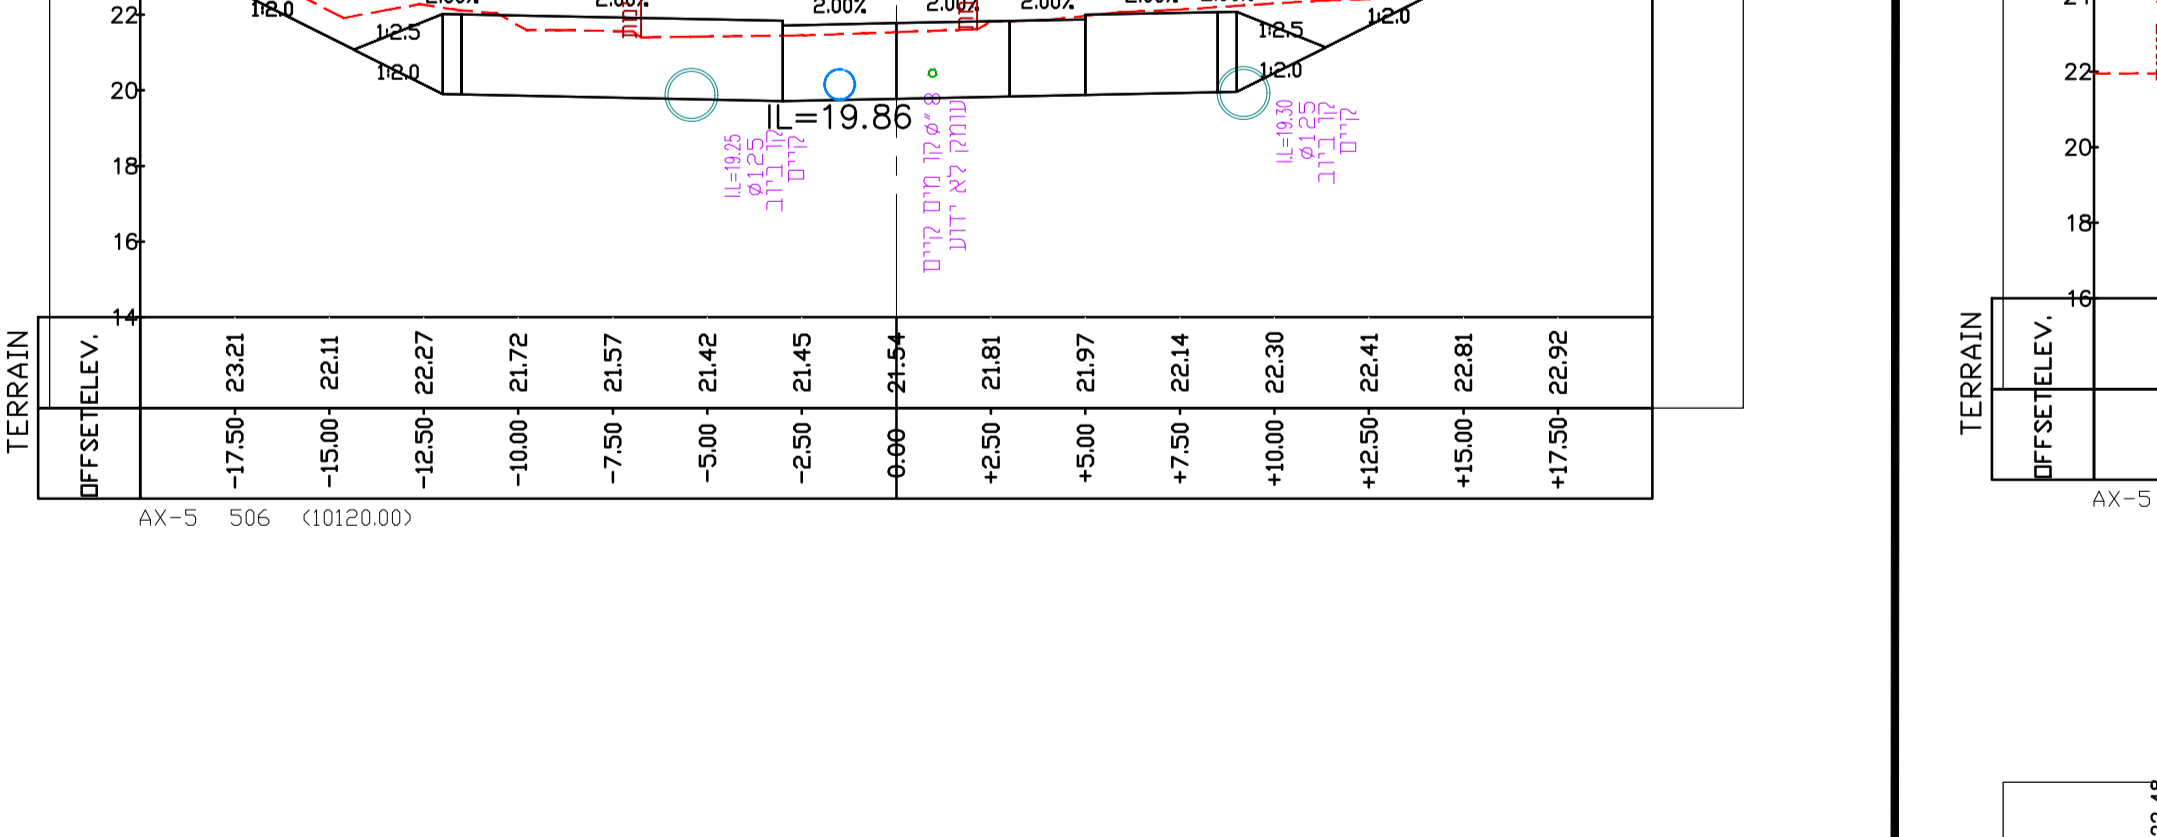 22
1:2.0
2.00%
2.00%
1:2.0
1:2.5
1:2.5
1:2.0
1:2.0
20
IL=19.86
I.L=19.25
Ø125
קו ביוב
קיים
קו מים קיים Ø״ 8
עומק לא ידוע
I.L=19.30
Ø125
קו ביוב
קיים
18
16
14
TERRAIN
ELEV. 23.21 22.11 22.27 21.72 21.57 21.42 21.45 21.54 21.81 21.97 22.14 22.30 22.41 22.81 22.92
OFFSET -17.50 -15.00 -12.50 -10.00 -7.50 -5.00 -2.50 0.00 +2.50 +5.00 +7.50 +10.00 +12.50 +15.00 +17.50
AX-5 506 (10120.00)
22
20
18
16
TERRAIN
ELEV.
OFFSET
AX-5